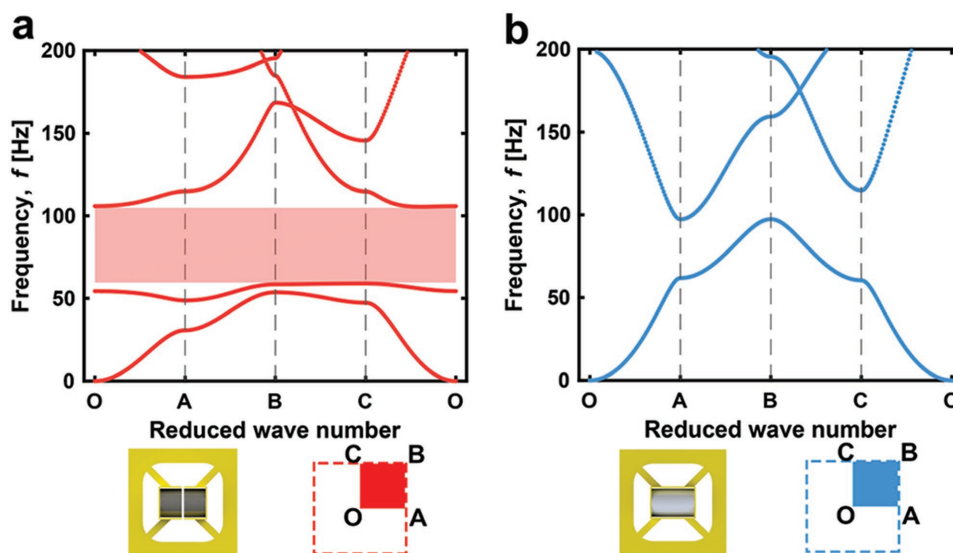 a
200
150
100
50
0
Frequency, f [Hz]
O A B C O
Reduced wave number
C B
O A
b
200
150
100
50
0
Frequency, f [Hz]
O A B C O
Reduced wave number
C B
O A